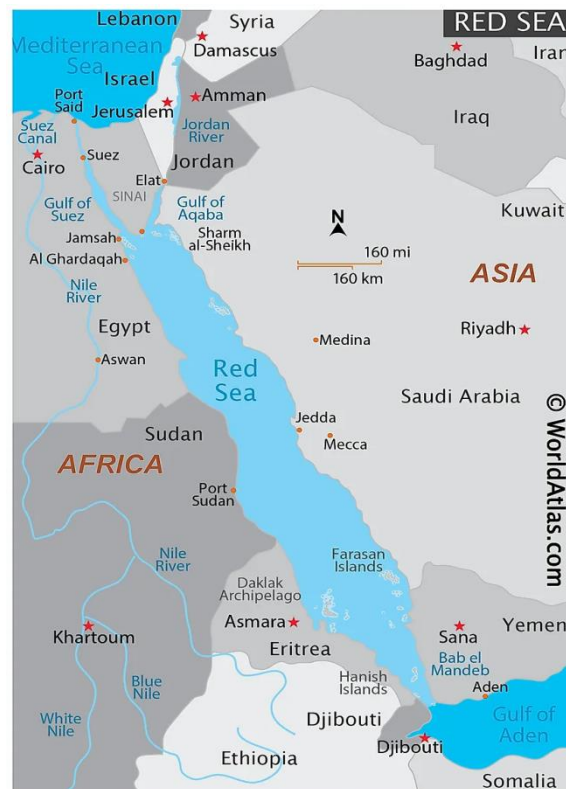 Lebanon
Syria
RED SEA
Mediterranean
Sea
Damascus
Baghdad
Iran
Israel
Port
Said
Jerusalem
Amman
Iraq
Suez
Canal
Jordan
River
Cairo
Suez
Jordan
Elat
SINAI
Kuwait
Gulf of
Suez
Gulf of
Aqaba
N
Jamsah
Sharm
al-Sheikh
160 mi
Al Ghardaqah
160 km
ASIA
Nile
River
Egypt
Medina
Riyadh
Aswan
Red
Sea
Saudi Arabia
Jedda
Mecca
Sudan
AFRICA
Port
Sudan
© WorldAtlas.com
Nile
River
Farasan
Islands
Daklak
Archipelago
Khartoum
Asmara
Sana
Yemen
Eritrea
Bab el
Mandeb
Blue
Nile
Hanish
Islands
Aden
White
Nile
Djibouti
Gulf of
Aden
Ethiopia
Djibouti
Somalia